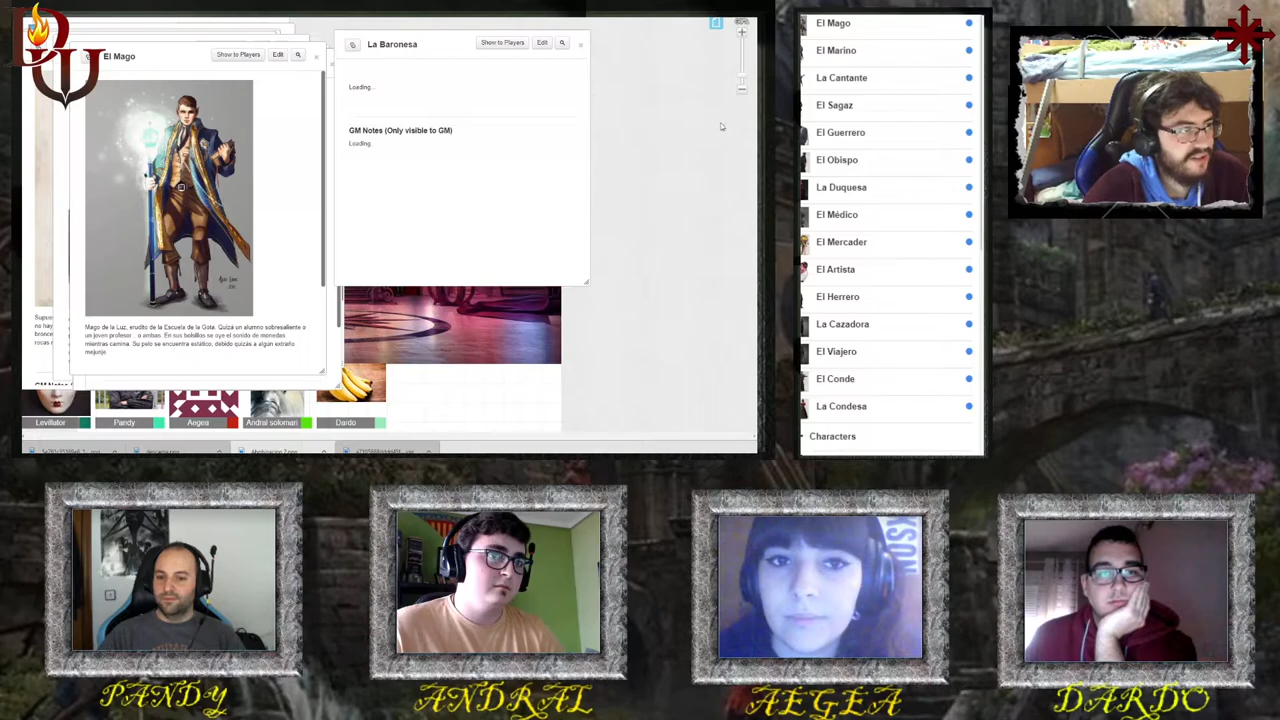 DU
El Mago
Show to Players
Edit
La Baronesa
Show to Players
Edit
Loading...
GM Notes (Only visible to GM)
Loading.
Mago de la Luz, erudito de la Escuela de la Gota. Quizá un alumno sobresaliente o
un joven profesor... o ambas. En sus bolsillos se oye el sonido de monedas
mientras camina. Su pelo se encuentra estático, debido quizás a algún extraño
mejunje.
Levillator
Pandy
Aegea
Andral solomari
Dardo
El Mago
El Marino
La Cantante
El Sagaz
El Guerrero
El Obispo
La Duquesa
El Médico
El Mercader
El Artista
El Herrero
La Cazadora
El Viajero
El Conde
La Condesa
Characters
PANDY
ANDRAL
AEGEA
DARDO